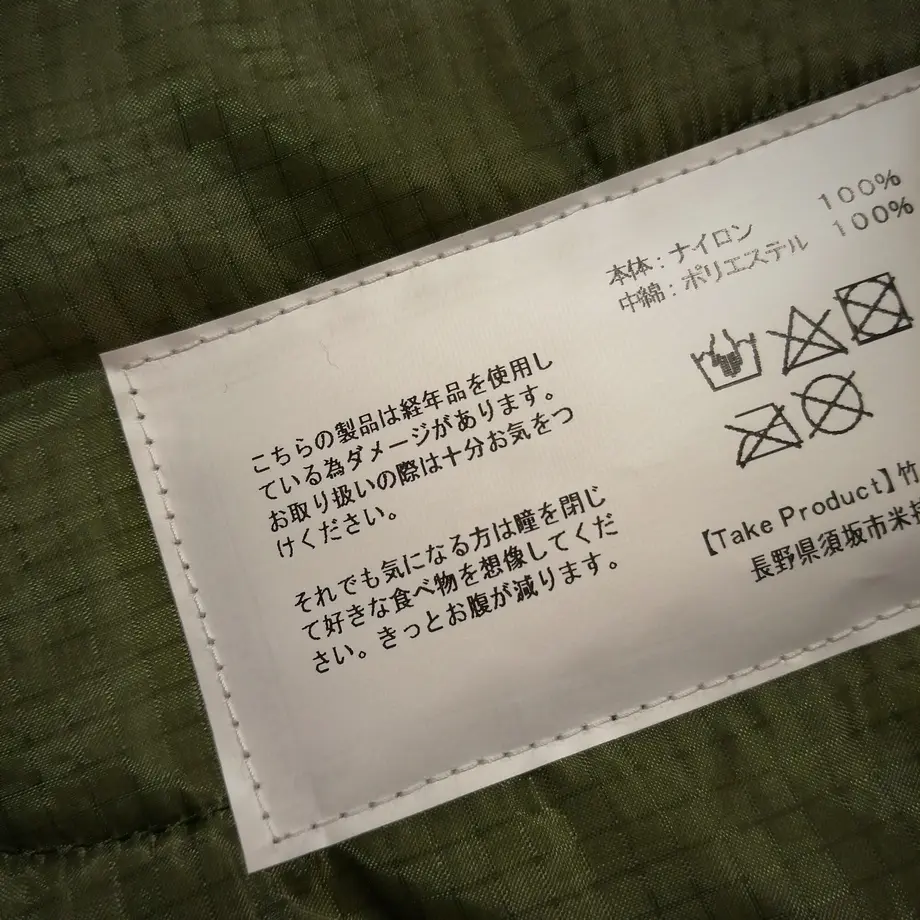 本体：ナイロン 100%
中綿：ポリエステル 100%
こちらの製品は経年品を使用し
ている為ダメージがあります。
お取り扱いの際は十分お気をつ
けください。
それでも気になる方は瞳を閉じ
て好きな食べ物を想像してくだ
さい。きっとお腹が減ります。
【Take Product】竹
長野県須坂市米